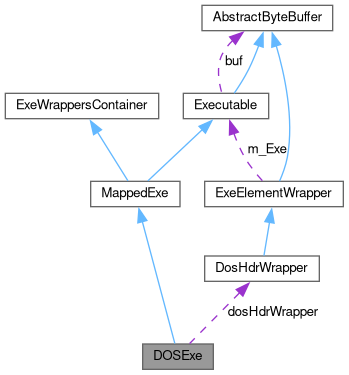 AbstractByteBuffer
buf
ExeWrappersContainer
Executable
m_Exe
MappedExe
ExeElementWrapper
DosHdrWrapper
dosHdrWrapper
DOSExe